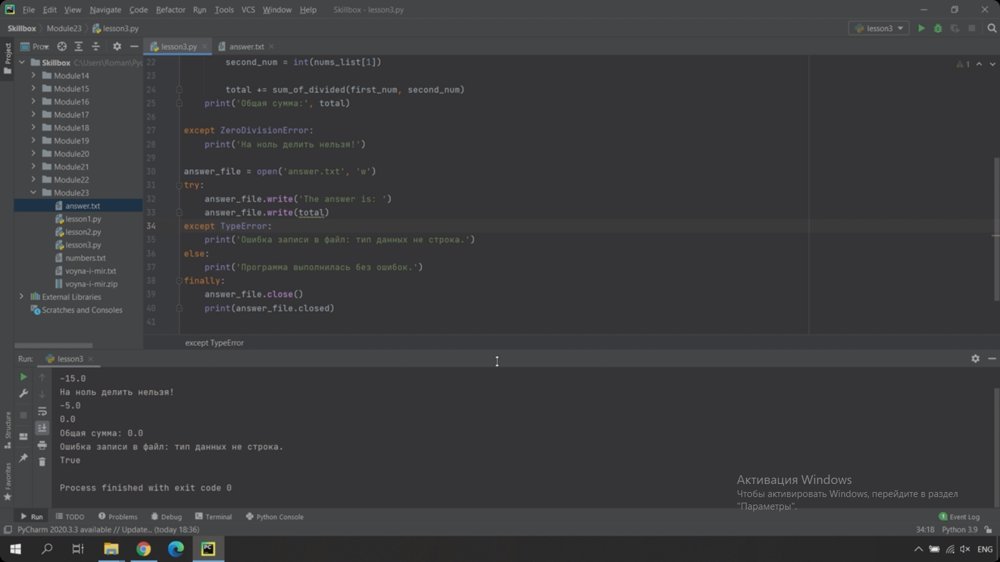 File Edit View Navigate Code Refactor Run Tools VCS Window Help Skillbox - lesson3.py
Skillbox Module23 lesson3.py lesson3
Project
lesson3.py answer.txt
Skillbox C:\Users\Roman\Pyc
Module14
Module15
Module16
Module17
Module18
Module19
Module20
Module21
Module22
Module23
answer.txt
lesson1.py
lesson2.py
lesson3.py
numbers.txt
voyna-i-mir.txt
voyna-i-mir.zip
External Libraries
Scratches and Consoles
1
22 second_num = int(nums_list[1])
23
24 total += sum_of_divided(first_num, second_num)
25 print('Общая сумма:', total)
26
27 except ZeroDivisionError:
28 print('На ноль делить нельзя!')
29
30 answer_file = open('answer.txt', 'w')
31 try:
32 answer_file.write('The answer is: ')
33 answer_file.write(total)
34 except TypeError:
35 print('Ошибка записи в файл: тип данных не строка.')
36 else:
37 print('Программа выполнилась без ошибок.')
38 finally:
39 answer_file.close()
40 print(answer_file.closed)
41
except TypeError
Run: lesson3
-15.0
На ноль делить нельзя!
-5.0
0.0
Общая сумма: 0.0
Ошибка записи в файл: тип данных не строка.
True
Process finished with exit code 0
Structure
Favorites
Активация Windows
Чтобы активировать Windows, перейдите в раздел
"Параметры".
Run TODO Problems Debug Terminal Python Console 1 Event Log
PyCharm 2020.3.3 available // Update... (today 18:36) 34:18 Python 3.9
ENG